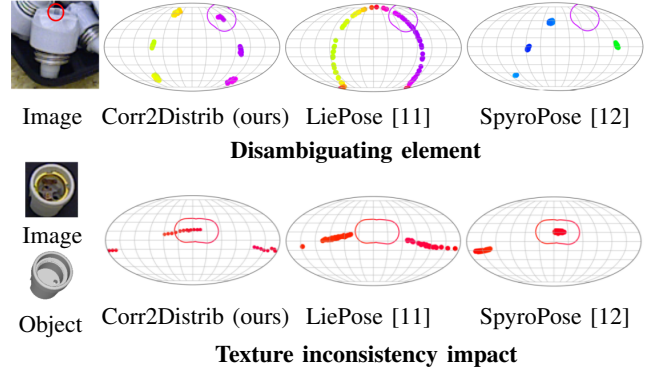 Image Corr2Distrib (ours) LiePose [11] SpyroPose [12]
Disambiguating element
Image
Object
Corr2Distrib (ours) LiePose [11] SpyroPose [12]
Texture inconsistency impact